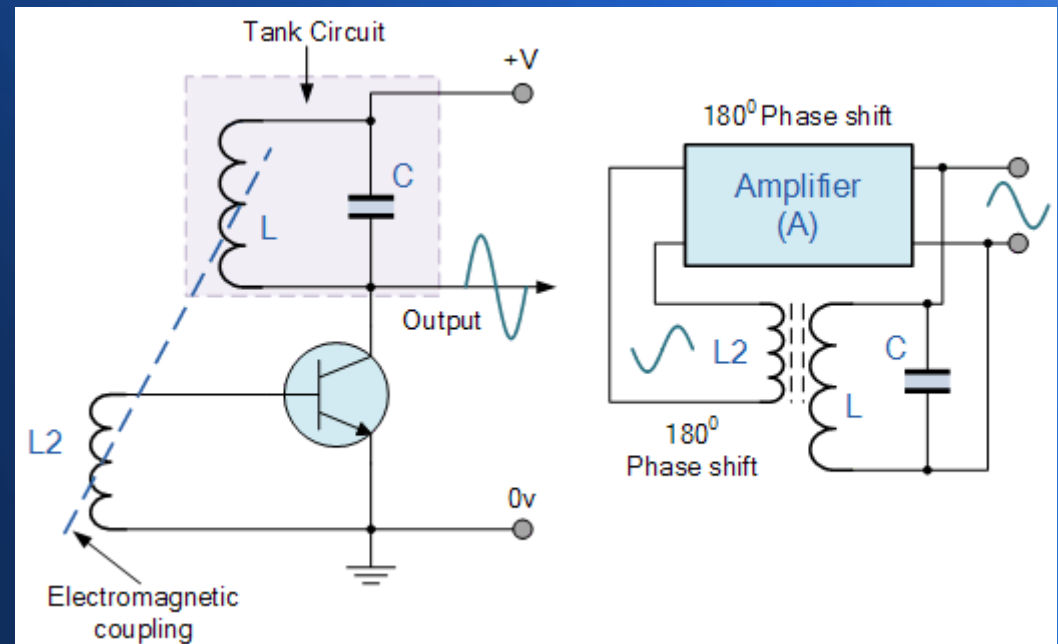 Tank Circuit
+V
C
L
Output
L2
0v
Electromagnetic
coupling
180⁰ Phase shift
Amplifier
(A)
L2
C
L
180⁰
Phase shift